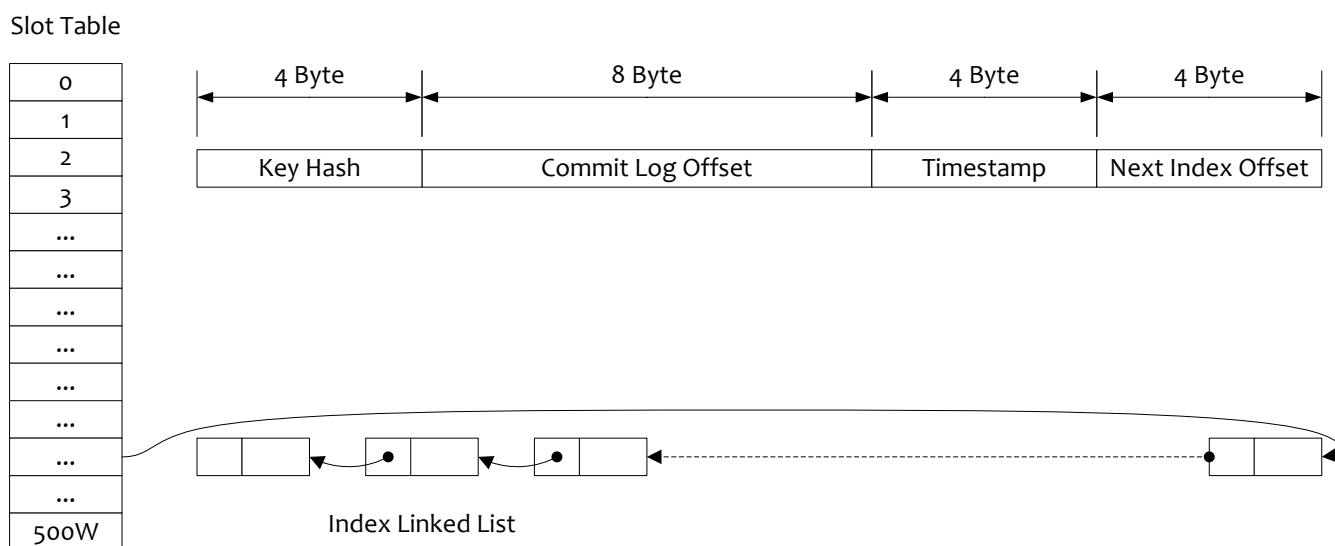 Slot Table
0
1
2
3
...
...
...
...
...
...
...
...
500W
4 Byte 8 Byte 4 Byte 4 Byte
Key Hash Commit Log Offset Timestamp Next Index Offset
Index Linked List